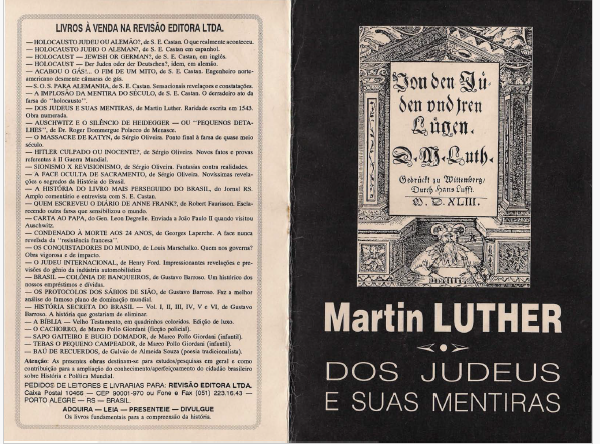 LIVROS À VENDA NA REVISÃO EDITORA LTDA.
— HOLOCAUSTO JUDEU OU ALEMÃO?, de S. E. Castan. O que realmente aconteceu.
— HOLOCAUSTO JUDIO O ALEMAN?, de S. E. Castan em espanhol.
— HOLOCAUST — JEWISH OR GERMAN?, de S. E. Castan, em inglês.
— HOLOCAUST — Der Juden oder der Deutschen?, idem, em alemão.
— ACABOU O GÁS!... O FIM DE UM MITO, de S. E. Castan. Engenheiro norte-
americano desmente câmaras de gás.
— S. O. S. PARA ALEMANHA, de S. E. Castan. Sensacionais revelações e constatações.
— A IMPLOSÃO DA MENTIRA DO SÉCULO, de S. E. Castan. O derradeiro ato da
farsa do "holocausto".
— DOS JUDEUS E SUAS MENTIRAS, de Martin Luther. Raridade escrita em 1543.
Obra numerada.
— AUSCHWITZ E O SILÊNCIO DE HEIDEGGER — OU "PEQUENOS DETA-
LHES", de Dr. Roger Dommergue Polacco de Menasce.
— O MASSACRE DE KATYN, de Sérgio Oliveira. Ponto final à farsa de quase meio
século.
— HITLER CULPADO OU INOCENTE?, de Sérgio Oliveira. Novos fatos e provas
referentes à II Guerra Mundial.
— SIONISMO X REVISIONISMO, de Sérgio Oliveira. Fantasias contra realidades.
— A FACE OCULTA DE SACRAMENTO, de Sérgio Oliveira. Novíssimas revela-
ções e segredos da História do Brasil.
— A HISTÓRIA DO LIVRO MAIS PERSEGUIDO DO BRASIL, do Jornal RS.
Amplo comentário e entrevista com S. E. Castan.
— QUEM ESCREVEU O DIÁRIO DE ANNE FRANK?, de Robert Faurisson. Escla-
recendo outra farsa que sensibilizou o mundo.
— CARTA AO PAPA, do Gen. Leon Degrelle. Enviada a João Paulo II quando visitou
Auschwitz.
— CONDENADO À MORTE AOS 24 ANOS, de Georges Laperche. A face nunca
revelada da "resistência francesa".
— OS CONQUISTADORES DO MUNDO, de Louis Marschalko. Quem nos governa?
Obra vigorosa e de impacto.
— O JUDEU INTERNACIONAL, de Henry Ford. Impressionantes revelações e pre-
visões do gênio da indústria automobilística
— BRASIL — COLÔNIA DE BANQUEIROS, de Gustavo Barroso. Um histórico dos
nossos empréstimos e dívidas.
— OS PROTOCOLOS DOS SÁBIOS DE SIÃO, de Gustavo Barroso. Faz a melhor
análise do famoso plano de dominação mundial.
— HISTÓRIA SECRETA DO BRASIL — Vol. I, II, III, IV, V e VI, de Gustavo
Barroso. A história que gostariam de eliminar.
— A BÍBLIA — Velho Testamento, em quadrinhos coloridos. Edição de luxo.
— O CACHORRO, de Marco Pollo Giordani (ficção policial).
— SAPO GAITEIRO E BUGIO DOMADOR, de Marco Pollo Giordani (infantil).
— TEBAS O PEQUENO CAMPEÃO, de Marco Pollo Giordani (infantil).
— BAÚ DE RECUERDOS, de Galvão de Almeida Souza (poesia tradicionalista).
Atenção: As presentes obras destinam-se para estudos/pesquisas em geral e como
contribuição para a ampliação do conhecimento/aperfeiçoamento do cidadão brasileiro
sobre História e Política Mundial.
PEDIDOS DE LEITORES E LIVRARIAS PARA: REVISÃO EDITORA LTDA.
Caixa Postal 10466 — CEP 90001-970 ou Fone e Fax (051) 223.16.43 —
PORTO ALEGRE — RS — BRASIL.
ADQUIRA — LEIA — PRESENTEIE — DIVULGUE
Os livros fundamentais para a compreensão da história.
Von den Jü-
den vnd jren
Lügen.
D. M. Luth.
Gedrückt zu Wittemberg/
Durch Hans Lufft.
M. D. XLIII.
Martin LUTHER
DOS JUDEUS
E SUAS MENTIRAS